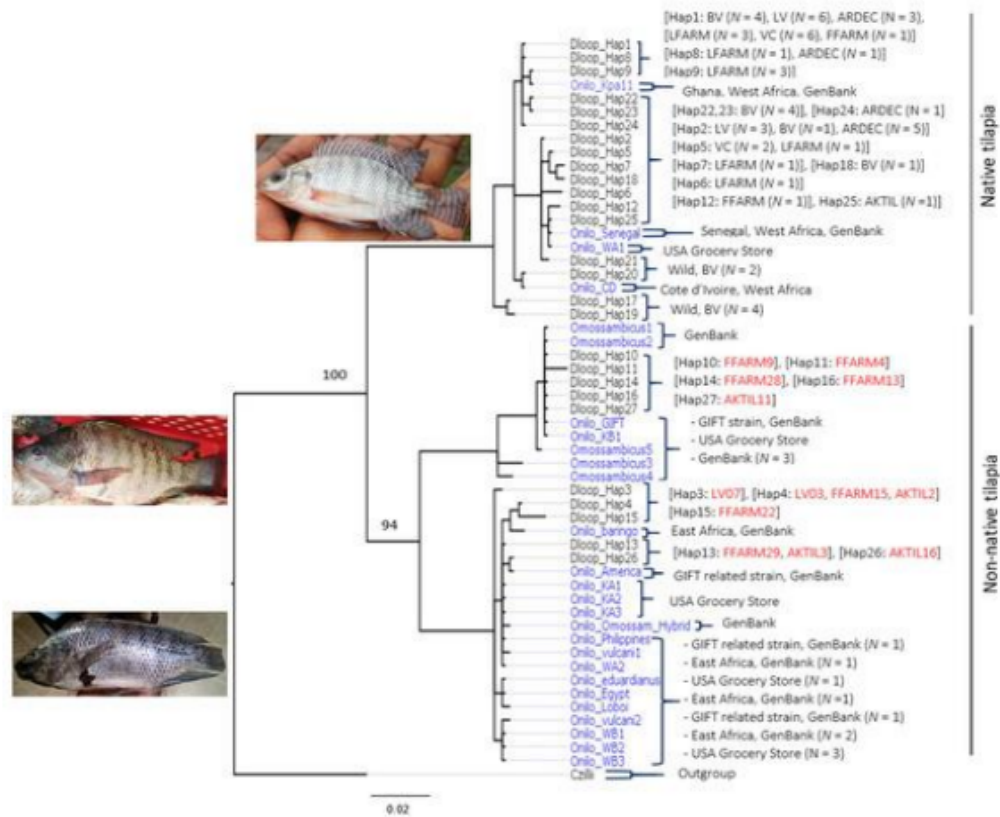 [Hap1: BV (N = 4), LV (N = 6), ARDEC (N = 3),
[LFARM (N = 3), VC (N = 6), FFARM (N = 1)]
Dloop_Hap1
Dloop_Hap8 [Hap8: LFARM (N = 1), ARDEC (N = 1)]
Dloop_Hap9 [Hap9: LFARM (N = 3)]
Onilo_Kpa11 Ghana, West Africa, GenBank
Dloop_Hap22
Dloop_Hap23 [Hap22,23: BV (N = 4)], [Hap24: ARDEC (N = 1]
Dloop_Hap24 [Hap2: LV (N = 3), BV (N =1), ARDEC (N = 5)]
Dloop_Hap2
Dloop_Hap5 [Hap5: VC (N = 2), LFARM (N = 1)]
Dloop_Hap7 [Hap7: LFARM (N = 1)], [Hap18: BV (N = 1)]
Dloop_Hap18
Dloop_Hap6 [Hap6: LFARM (N = 1)]
Dloop_Hap12 [Hap12: FFARM (N = 1)], Hap25: AKTIL (N =1)]
Dloop_Hap25
Onilo_Senegal Senegal, West Africa, GenBank
Onilo_WA1 USA Grocery Store
Dloop_Hap21
Dloop_Hap20 Wild, BV (N = 2)
Onilo_CD Cote d'Ivoire, West Africa
Dloop_Hap17
Dloop_Hap19 Wild, BV (N = 4)
Native tilapia
Omossambicus1
Omossambicus2 GenBank
Dloop_Hap10
Dloop_Hap11 [Hap10: FFARM9], [Hap11: FFARM4]
Dloop_Hap14 [Hap14: FFARM28], [Hap16: FFARM13]
Dloop_Hap16
Dloop_Hap27 [Hap27: AKTIL11]
100
Onilo_GIFT - GIFT strain, GenBank
Onilo_KB1 - USA Grocery Store
Omossambicus5 - GenBank (N = 3)
Omossambicus3
Omossambicus4
Dloop_Hap3 [Hap3: LV07], [Hap4: LV03, FFARM15, AKTIL2]
Dloop_Hap4
Dloop_Hap15 [Hap15: FFARM22]
94
Onilo_baringo East Africa, GenBank
Dloop_Hap13
Dloop_Hap26 [Hap13: FFARM29, AKTIL3], [Hap26: AKTIL16]
Onilo_America GIFT related strain, GenBank
Onilo_KA1
Onilo_KA2 USA Grocery Store
Onilo_KA3
Onilo_Omossam_Hybrid GenBank
Onilo_Philippines - GIFT related strain, GenBank (N = 1)
Onilo_vulcani1 - East Africa, GenBank (N = 1)
Onilo_WA2 - USA Grocery Store (N = 1)
Onilo_eduardianus
Onilo_Egypt - East Africa, GenBank (N =1)
Onilo_Loboi - GIFT related strain, GenBank (N = 1)
Onilo_vulcani2
Onilo_WB1 - East Africa, GenBank (N = 2)
Onilo_WB2 - USA Grocery Store (N = 3)
Onilo_WB3
Non-native tilapia
Czilli Outgroup
0.02